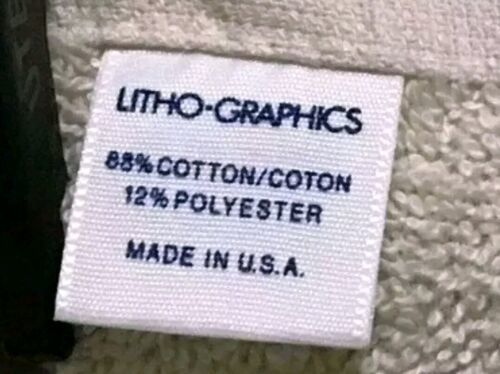 LITHO-GRAPHICS
88% COTTON/COTON
12% POLYESTER
MADE IN U.S.A.